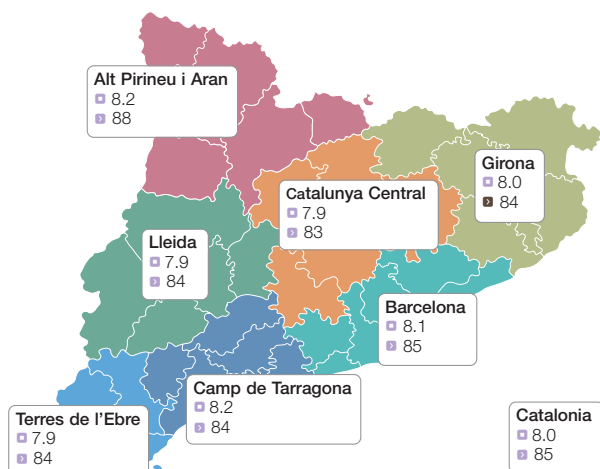 Alt Pirineu i Aran
8.2
88
Girona
8.0
84
Catalunya Central
7.9
83
Lleida
7.9
84
Barcelona
8.1
85
Camp de Tarragona
8.2
84
Terres de l'Ebre
7.9
84
Catalonia
8.0
85